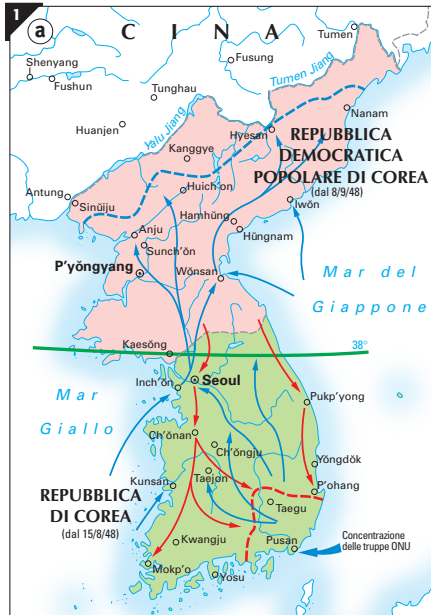 1
a
CINA
Tumen
Shenyang
Fusung
Fushun
Tumen Jiang
Tunghau
Nanam
Huanjen
Yalu Jiang
Hyesan
REPUBBLICA
DEMOCRATICA
POPOLARE DI COREA
(dal 8/9/48)
Kanggye
Huich'on
Antung
Sinŭiju
Iwŏn
Hamhŭng
Hŭngnam
Anju
Sunch'ŏn
P'yŏngyang
Wŏnsan
Mar del
Giappone
Kaesŏng
38°
Inch'ŏn
Seoul
Mar
Giallo
Pukp'yong
Ch'ŏnan
Ch'ŏngju
Yŏngdŏk
Taejŏn
Kunsan
P'ohang
REPUBBLICA
DI COREA
(dal 15/8/48)
Taegu
Kwangju
Pusan
Concentrazione
delle truppe ONU
Mokp'o
Yosu